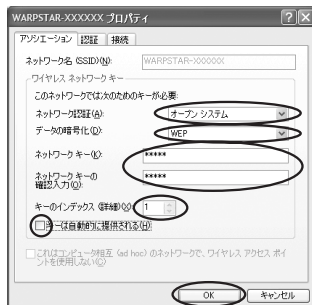 WARPSTAR-XXXXXX プロパティ
アソシエーション 認証 接続
ネットワーク名 (SSID)(N): WARPSTAR-XXXXXX
ワイヤレス ネットワーク キー
このネットワークでは次のためのキーが必要:
ネットワーク認証(A): オープン システム
データの暗号化(D): WEP
ネットワーク キー(K): *****
ネットワーク キーの
確認入力(O): *****
キーのインデックス (詳細)(X): 1
キーは自動的に提供される(H)
これはコンピュータ相互 (ad hoc) のネットワークで、ワイヤレス アクセス ポイ
ントを使用しない(C)
OK キャンセル